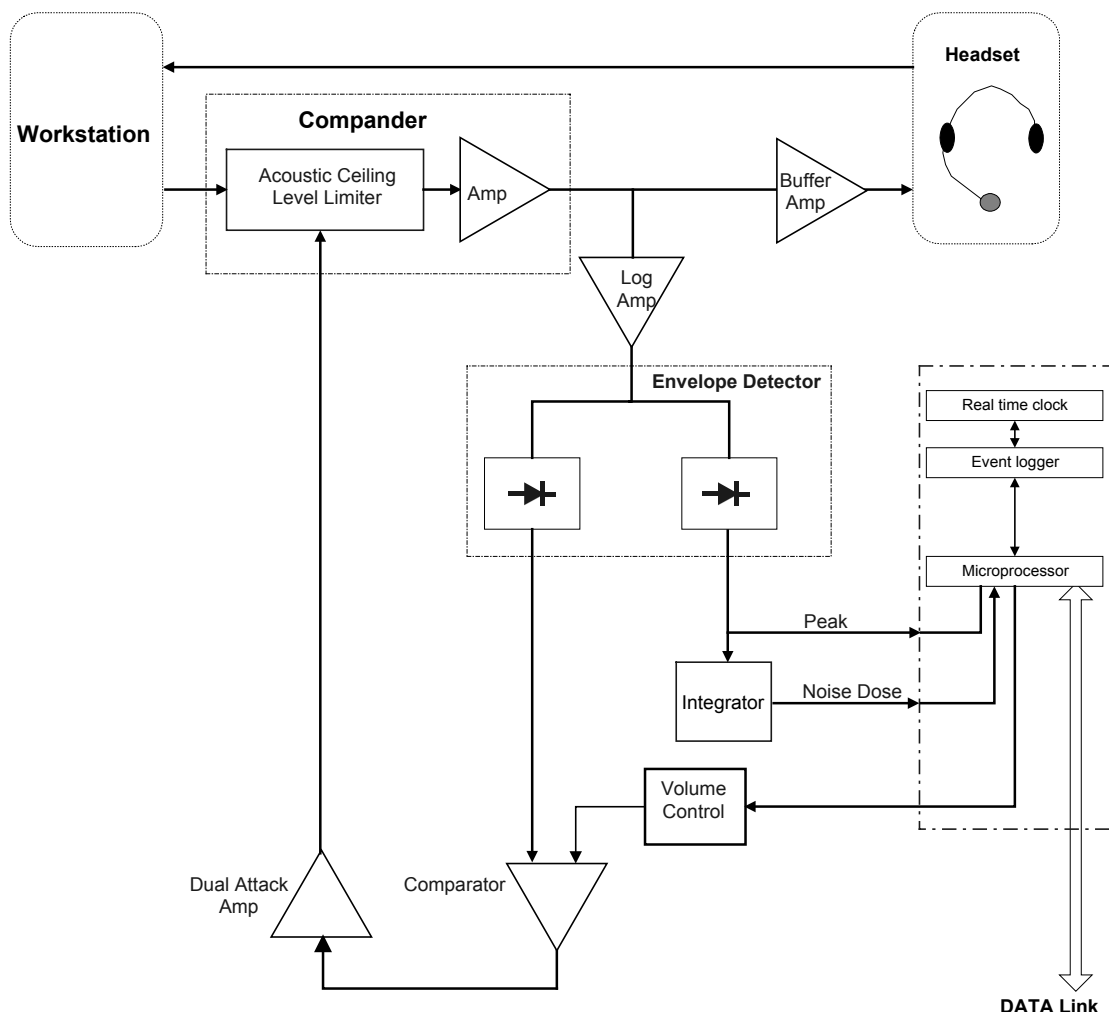 Headset
Workstation
Compander
Acoustic Ceiling
Level Limiter
Amp
Buffer
Amp
Log
Amp
Envelope Detector
Real time clock
Event logger
Microprocessor
Peak
Integrator
Noise Dose
Volume
Control
Dual Attack
Amp
Comparator
DATA Link